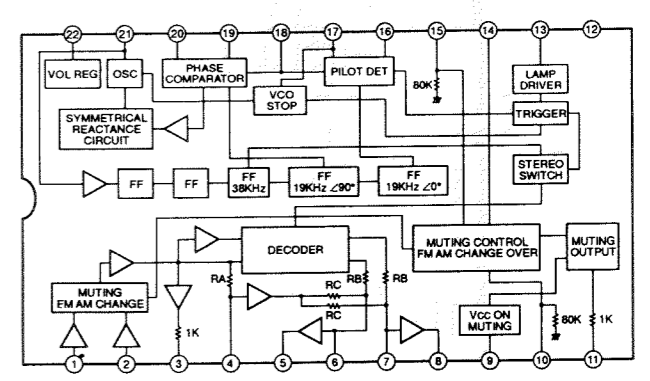 22 21 20 19 18 17 16 15 14 13 12
VOL REG
OSC
PHASE
COMPARATOR
PILOT DET
80K
LAMP
DRIVER
VCO
STOP
TRIGGER
SYMMETRICAL
REACTANCE
CIRCUIT
STEREO
SWITCH
FF
FF
FF
38KHz
FF
19KHz ∠90°
FF
19KHz ∠0°
DECODER
MUTING CONTROL
FM AM CHANGE OVER
MUTING
OUTPUT
RA
RB
RB
RC
RC
MUTING
FM AM CHANGE
1K
Vcc ON
MUTING
80K
1K
1 2 3 4 5 6 7 8 9 10 11